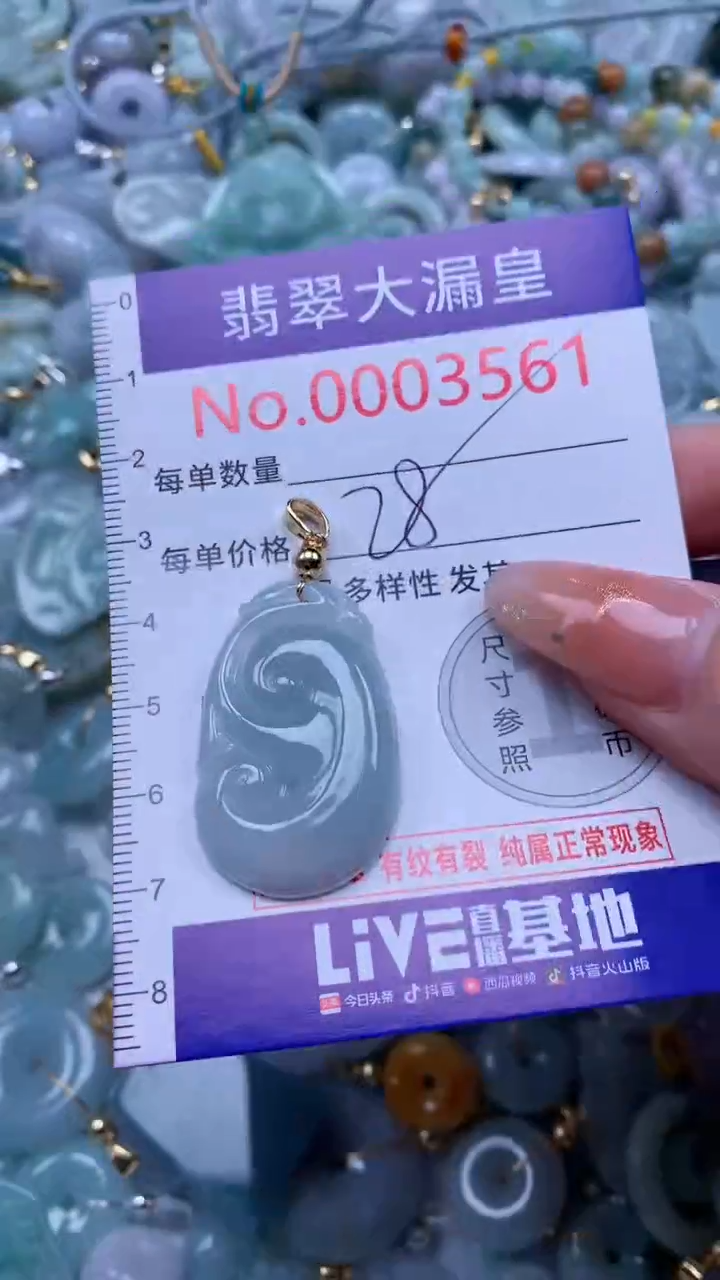 0
翡翠大漏皇
1
No.0003561
2
每单数量
28
3
每单价格
多样性 发
4
尺寸参照
币
5
6
有纹有裂 纯属正常现象
7
LiVE直播基地
8
头条 今日头条 抖音 西瓜视频 抖音火山版